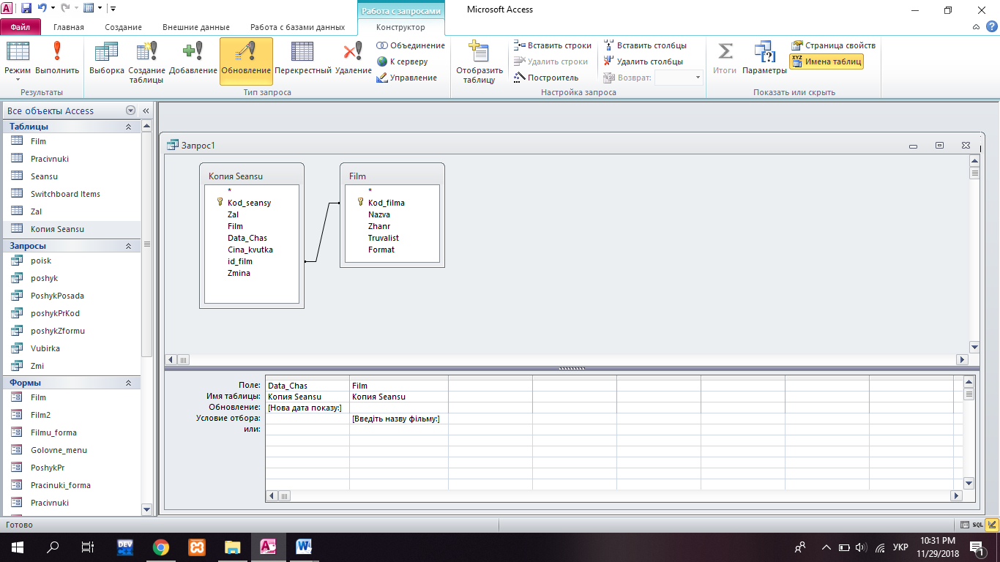 Работа с запросами
Microsoft Access
Файл
Главная
Создание
Внешние данные
Работа с базами данных
Конструктор
Режим
Выполнить
Выборка
Создание таблицы
Добавление
Обновление
Перекрестный
Удаление
Объединение
К серверу
Управление
Отобразить таблицу
Вставить строки
Удалить строки
Построитель
Вставить столбцы
Удалить столбцы
Возврат:
Итоги
Параметры
Страница свойств
Имена таблиц
Результаты
Тип запроса
Настройка запроса
Показать или скрыть
Все объекты Access
Таблицы
Film
Pracivnuki
Seansu
Switchboard Items
Zal
Копия Seansu
Запросы
poisk
poshyk
PoshykPosada
poshykPrKod
poshykZformu
Vubirka
Zmi
Формы
Film
Film2
Filmu_forma
Golovne_menu
PoshykPr
Pracinuki_forma
Pracivnuki
Запрос1
Копия Seansu
*
Kod_seansy
Zal
Film
Data_Chas
Cina_kvutka
id_film
Zmina
Film
*
Kod_filma
Nazva
Zhanr
Truvalist
Format
Поле: Data_Chas Film
Имя таблицы: Копия Seansu Копия Seansu
Обновление: [Нова дата показу:]
Условие отбора: [Введіть назву фільму:]
или:
Готово
SQL
DEV
УКР
10:31 PM
11/29/2018
1